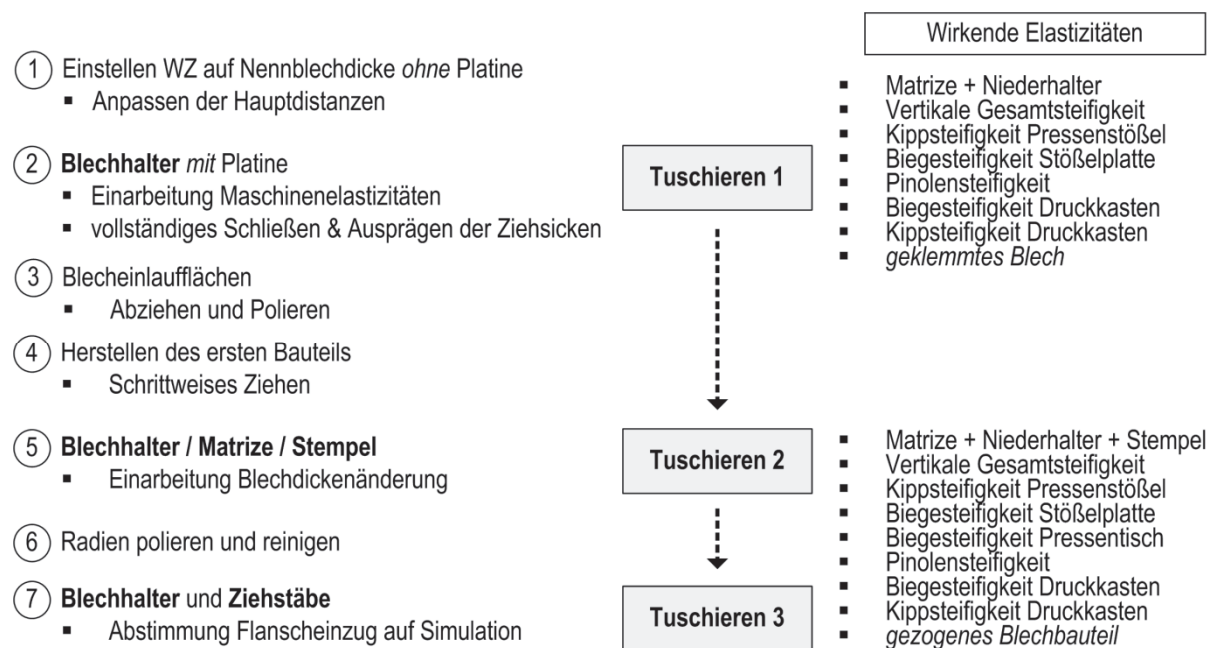 1 Einstellen WZ auf Nennblechdicke ohne Platine
▪ Anpassen der Hauptdistanzen
2 Blechhalter mit Platine
▪ Einarbeitung Maschinenelastizitäten
▪ vollständiges Schließen & Ausprägen der Ziehsicken
3 Blecheinlaufflächen
▪ Abziehen und Polieren
4 Herstellen des ersten Bauteils
▪ Schrittweises Ziehen
5 Blechhalter / Matrize / Stempel
▪ Einarbeitung Blechdickenänderung
6 Radien polieren und reinigen
7 Blechhalter und Ziehstäbe
▪ Abstimmung Flanscheinzug auf Simulation
Tuschieren 1
Tuschieren 2
Tuschieren 3
Wirkende Elastizitäten
▪ Matrize + Niederhalter
▪ Vertikale Gesamtsteifigkeit
▪ Kippsteifigkeit Pressenstößel
▪ Biegesteifigkeit Stößelplatte
▪ Pinolensteifigkeit
▪ Biegesteifigkeit Druckkasten
▪ Kippsteifigkeit Druckkasten
▪ geklemmtes Blech
▪ Matrize + Niederhalter + Stempel
▪ Vertikale Gesamtsteifigkeit
▪ Kippsteifigkeit Pressenstößel
▪ Biegesteifigkeit Stößelplatte
▪ Biegesteifigkeit Pressentisch
▪ Pinolensteifigkeit
▪ Biegesteifigkeit Druckkasten
▪ Kippsteifigkeit Druckkasten
▪ gezogenes Blechbauteil